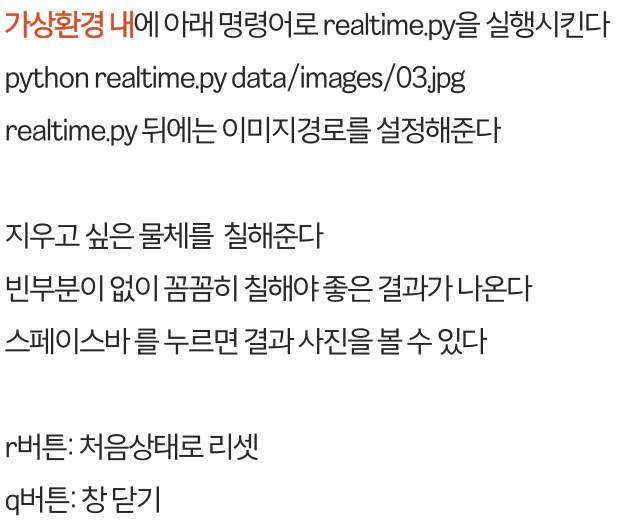 가상환경 내에 아래 명령어로 realtime.py을 실행시킨다
python realtime.py data/images/03.jpg
realtime.py 뒤에는 이미지경로를 설정해준다
지우고 싶은 물체를 칠해준다
빈부분이 없이 꼼꼼히 칠해야 좋은 결과가 나온다
스페이스바 를 누르면 결과 사진을 볼 수 있다
r버튼: 처음상태로 리셋
q버튼: 창 닫기